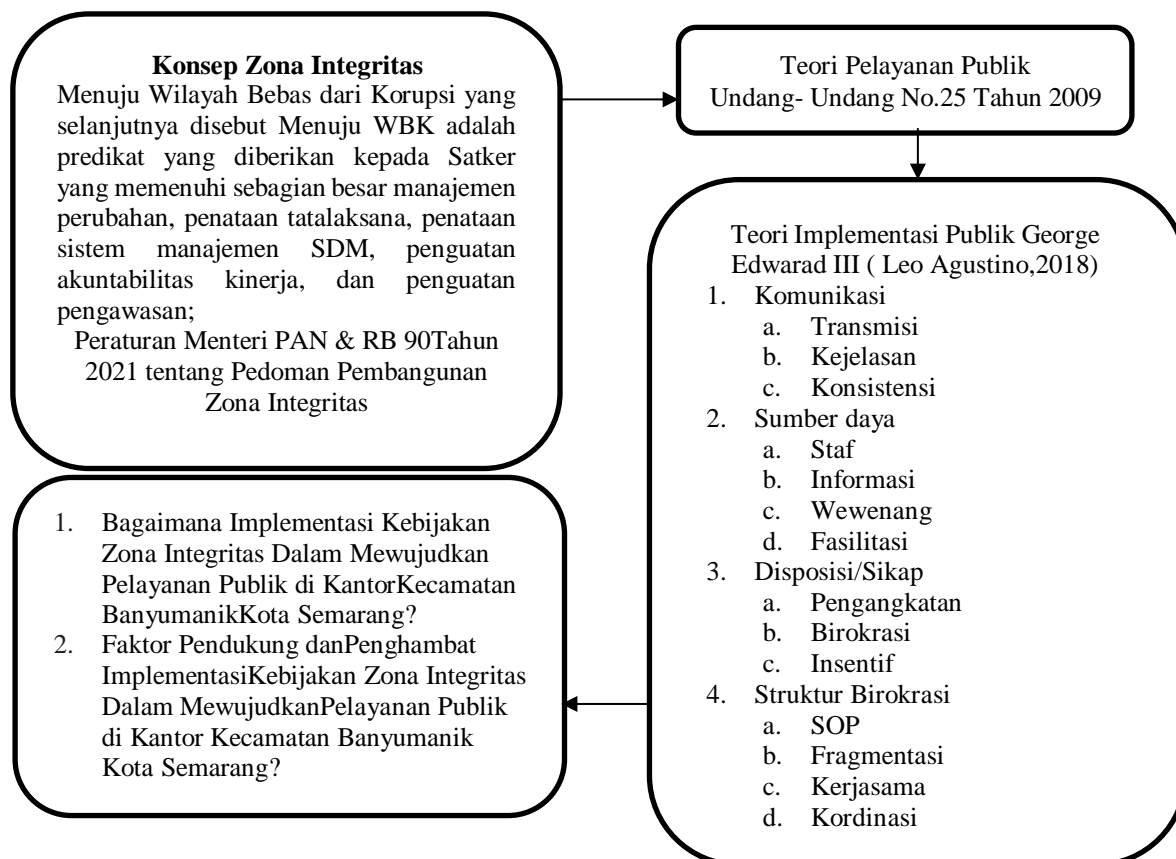 Konsep Zona Integritas
Menuju Wilayah Bebas dari Korupsi yang
selanjutnya disebut Menuju WBK adalah
predikat yang diberikan kepada Satker
yang memenuhi sebagian besar manajemen
perubahan, penataan tatalaksana, penataan
sistem manajemen SDM, penguatan
akuntabilitas kinerja, dan penguatan
pengawasan;
Peraturan Menteri PAN & RB 90Tahun
2021 tentang Pedoman Pembangunan
Zona Integritas
Teori Pelayanan Publik
Undang- Undang No.25 Tahun 2009
Teori Implementasi Publik George
Edwarad III ( Leo Agustino,2018)
1. Komunikasi
a. Transmisi
b. Kejelasan
c. Konsistensi
2. Sumber daya
a. Staf
b. Informasi
c. Wewenang
d. Fasilitasi
3. Disposisi/Sikap
a. Pengangkatan
b. Birokrasi
c. Insentif
4. Struktur Birokrasi
a. SOP
b. Fragmentasi
c. Kerjasama
d. Kordinasi
1. Bagaimana Implementasi Kebijakan
Zona Integritas Dalam Mewujudkan
Pelayanan Publik di KantorKecamatan
BanyumanikKota Semarang?
2. Faktor Pendukung danPenghambat
ImplementasiKebijakan Zona Integritas
Dalam MewujudkanPelayanan Publik
di Kantor Kecamatan Banyumanik
Kota Semarang?